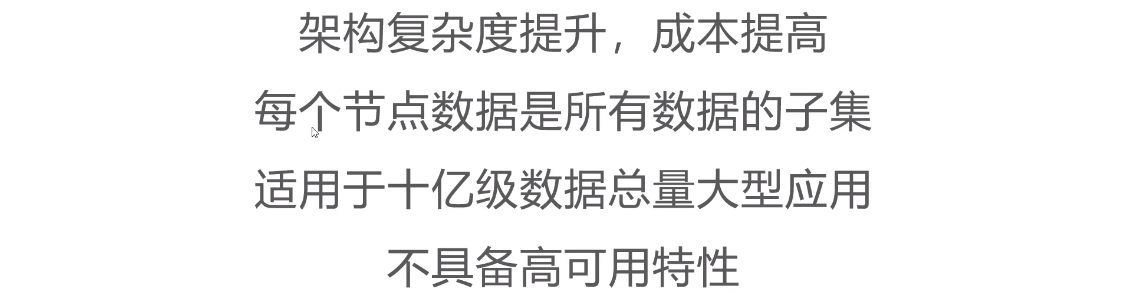 架构复杂度提升，成本提高
每个节点数据是所有数据的子集
适用于十亿级数据总量大型应用
不具备高可用特性